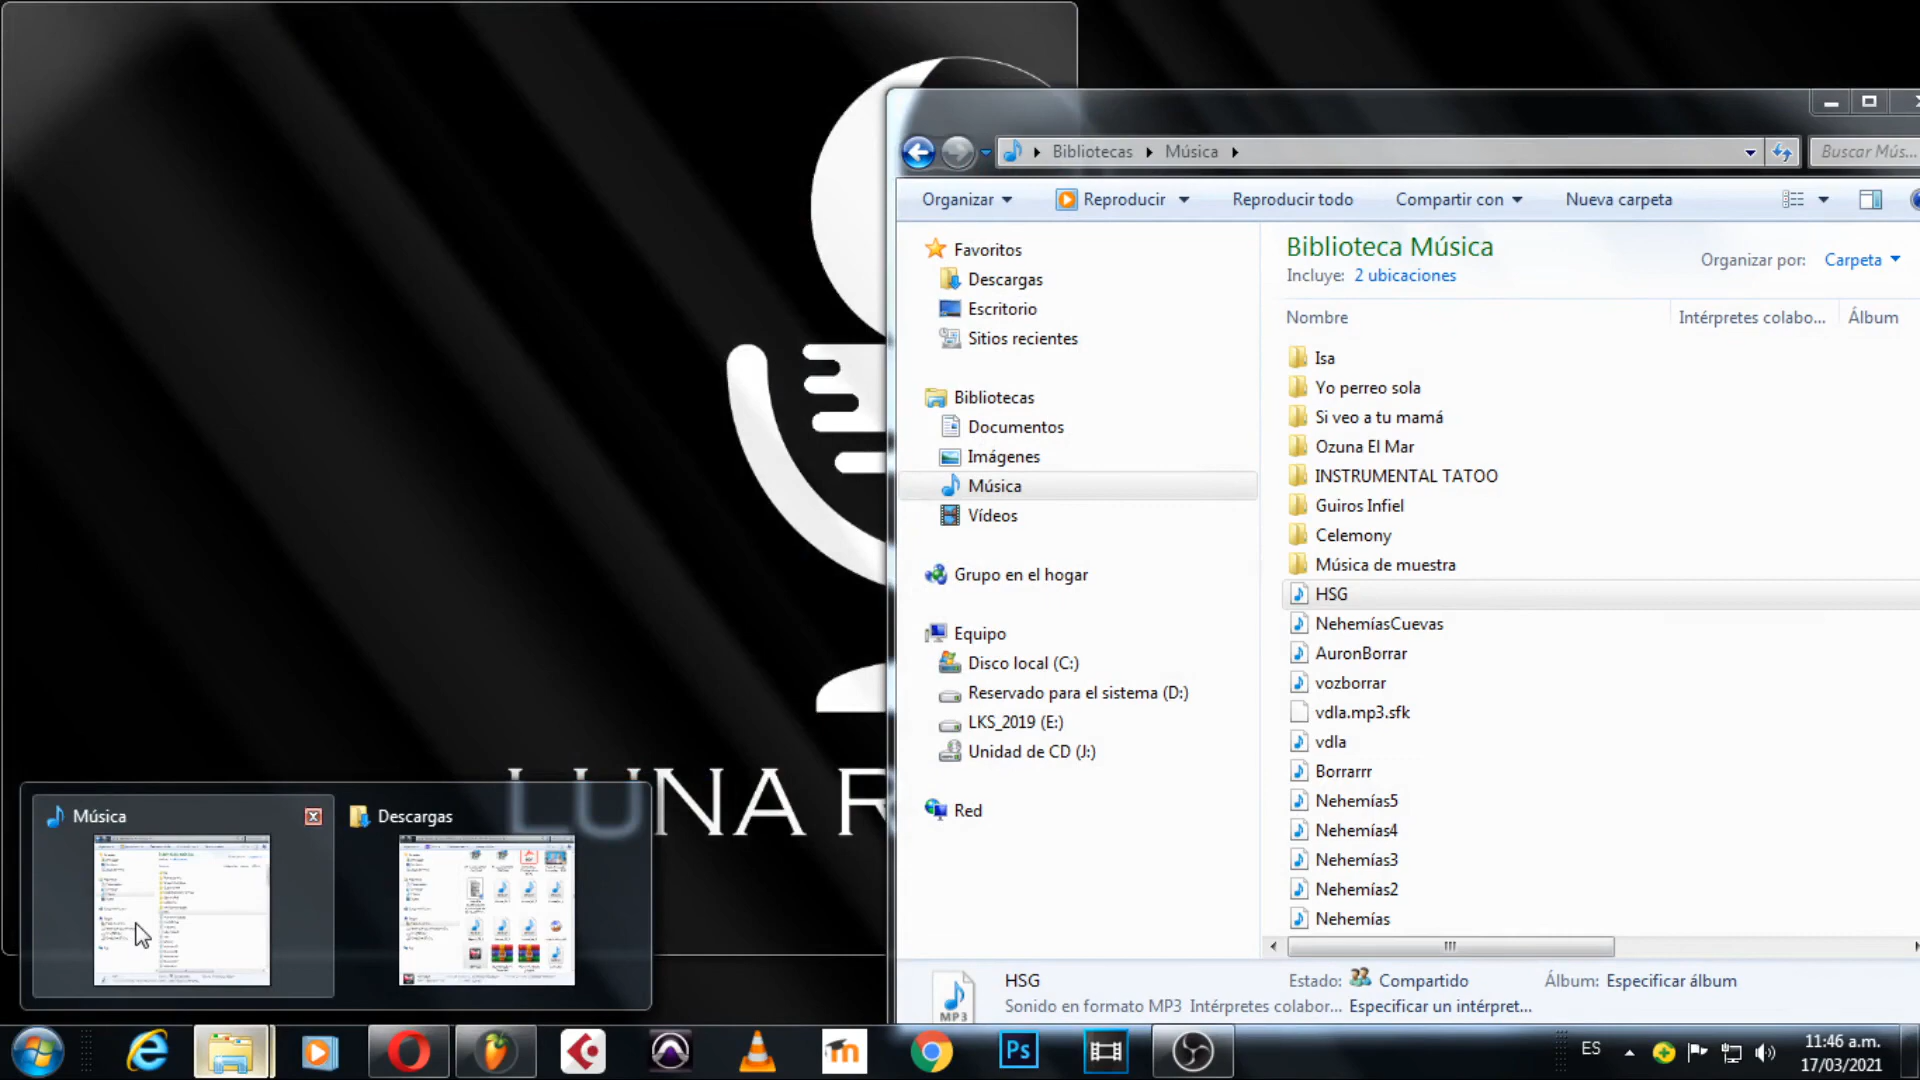 Bibliotecas
Música
Buscar Mús...
Organizar
Reproducir
Reproducir todo
Compartir con
Nueva carpeta
Favoritos
Descargas
Escritorio
Sitios recientes
Bibliotecas
Documentos
Imágenes
Música
Vídeos
Grupo en el hogar
Equipo
Disco local (C:)
Reservado para el sistema (D:)
LKS_2019 (E:)
Unidad de CD (J:)
Red
Biblioteca Música
Incluye: 2 ubicaciones
Organizar por: Carpeta
Nombre
Intérpretes colabo...
Álbum
Isa
Yo perreo sola
Si veo a tu mamá
Ozuna El Mar
INSTRUMENTAL TATOO
Guiros Infiel
Celemony
Música de muestra
HSG
NehemíasCuevas
AuronBorrar
vozborrar
vdla.mp3.sfk
vdla
Borrarrr
Nehemías5
Nehemías4
Nehemías3
Nehemías2
Nehemías
LUNA R
Música
Descargas
MP3
HSG
Estado: Compartido
Álbum: Especificar álbum
Sonido en formato MP3
Intérpretes colabor... Especificar un intérpret...
m
Ps
ES
11:46 a.m.
17/03/2021